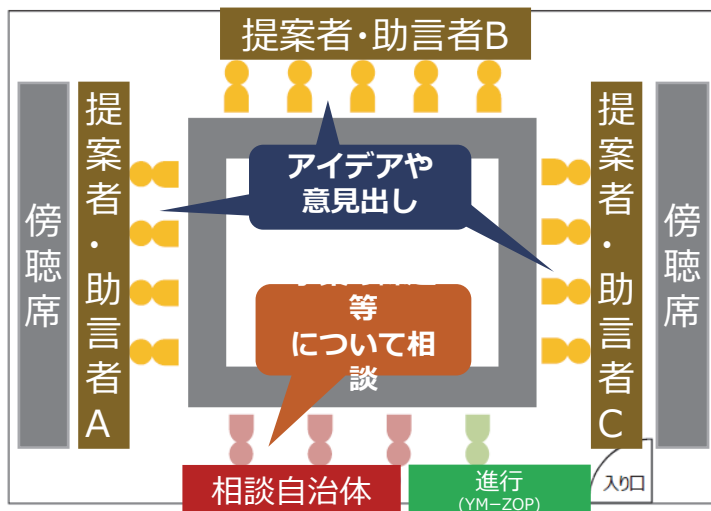 提案者・助言者B
傍聴席
提案者・助言者A
アイデアや
意見出し
提案者・助言者C
傍聴席
等
について相
談
相談自治体
進行
(YM-ZOP)
入り口